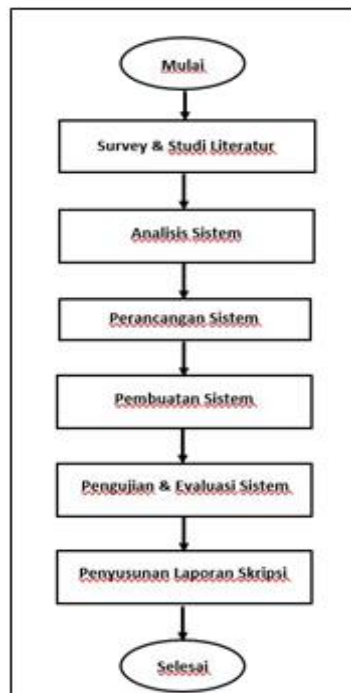 Mulai
Survey & Studi Literatur
Analisis Sistem
Perancangan Sistem
Pembuatan Sistem
Pengujian & Evaluasi Sistem
Penyusunan Laporan Skripsi
Selesai